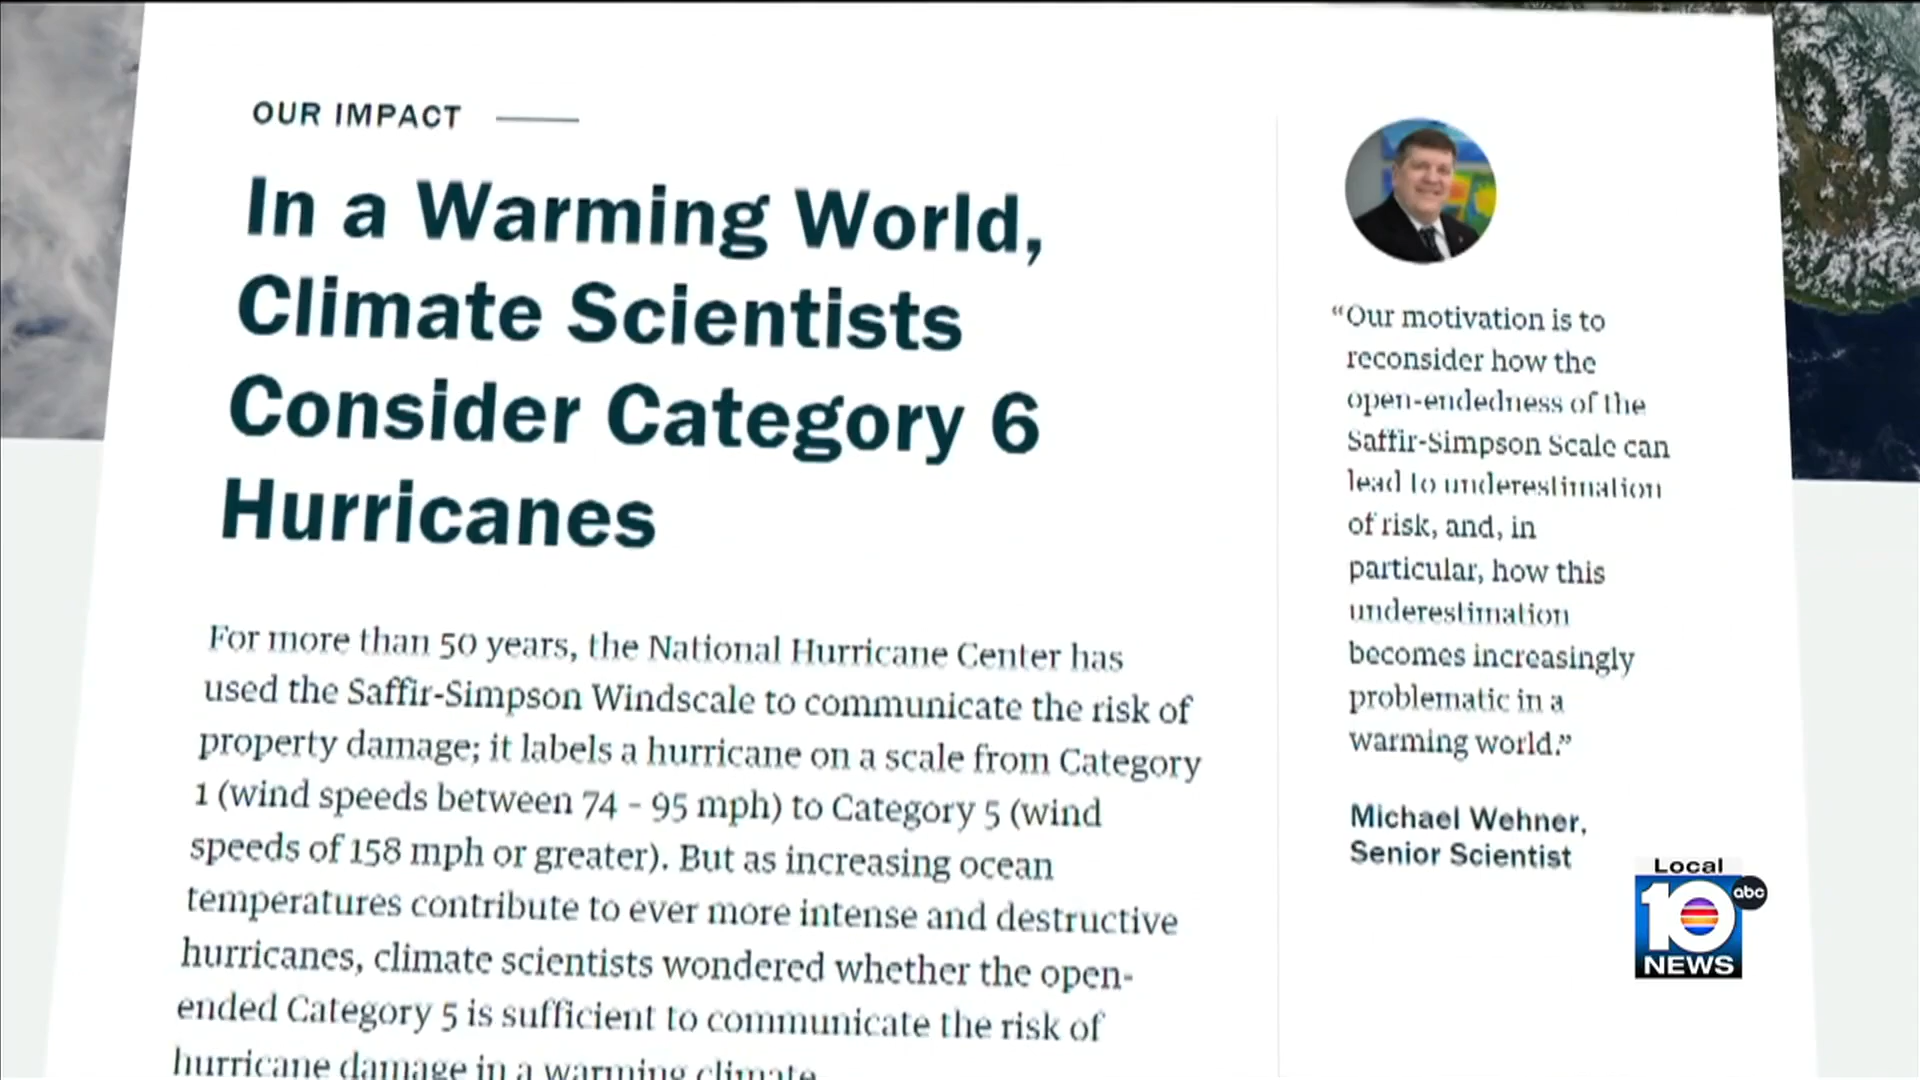 OUR IMPACT
In a Warming World,
Climate Scientists
Consider Category 6
Hurricanes
For more than 50 years, the National Hurricane Center has
used the Saffir-Simpson Windscale to communicate the risk of
property damage; it labels a hurricane on a scale from Category
1 (wind speeds between 74 - 95 mph) to Category 5 (wind
speeds of 158 mph or greater). But as increasing ocean
temperatures contribute to ever more intense and destructive
hurricanes, climate scientists wondered whether the open-
ended Category 5 is sufficient to communicate the risk of
hurricane damage in a warming climate.
“Our motivation is to
reconsider how the
open-endedness of the
Saffir-Simpson Scale can
lead to underestimation
of risk, and, in
particular, how this
underestimation
becomes increasingly
problematic in a
warming world.”
Michael Wehner,
Senior Scientist
Local
10 abc
NEWS